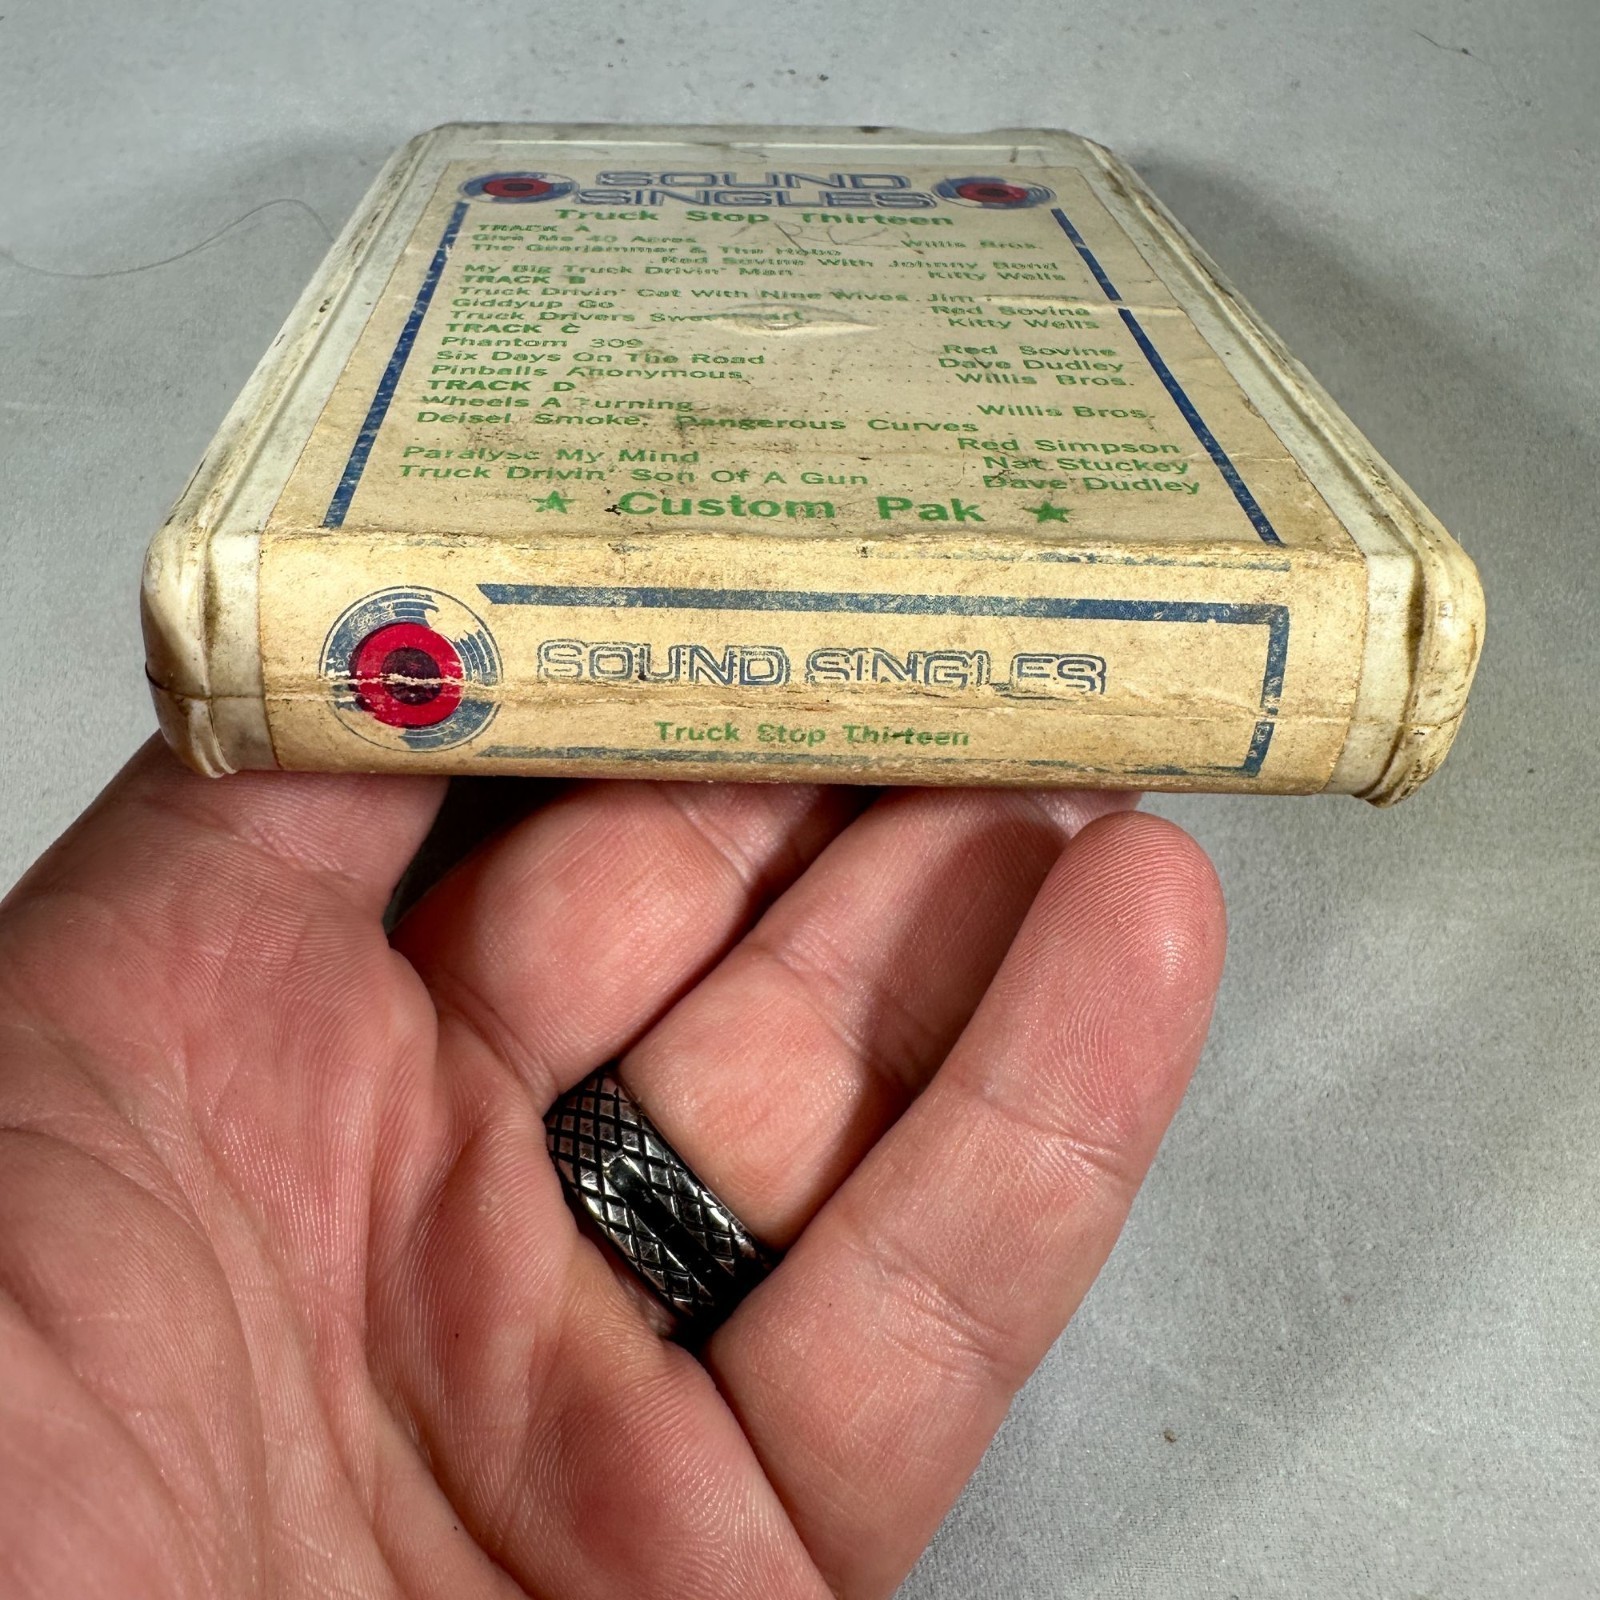 SOUND
SINGLES
Truck Stop Thirteen
TRACK A
Give Me 40 Acres Willis Bros.
The Gearjammer & The Hobo
Red Sovine With Johnny Bond
My Big Truck Drivin' Man Kitty Wells
TRACK B
Truck Drivin' Cat With Nine Wives. Jim
Giddyup Go Red Sovine
Truck Drivers Sweetheart Kitty Wells
TRACK C
Phantom 309 Red Sovine
Six Days On The Road Dave Dudley
Pinballs Anonymous Willis Bros.
TRACK D
Wheels A Turning Willis Bros.
Deisel Smoke, Dangerous Curves
Red Simpson
Paralyse My Mind Nat Stuckey
Truck Drivin' Son Of A Gun Dave Dudley
★ Custom Pak ★
SOUND SINGLES
Truck Stop Thirteen